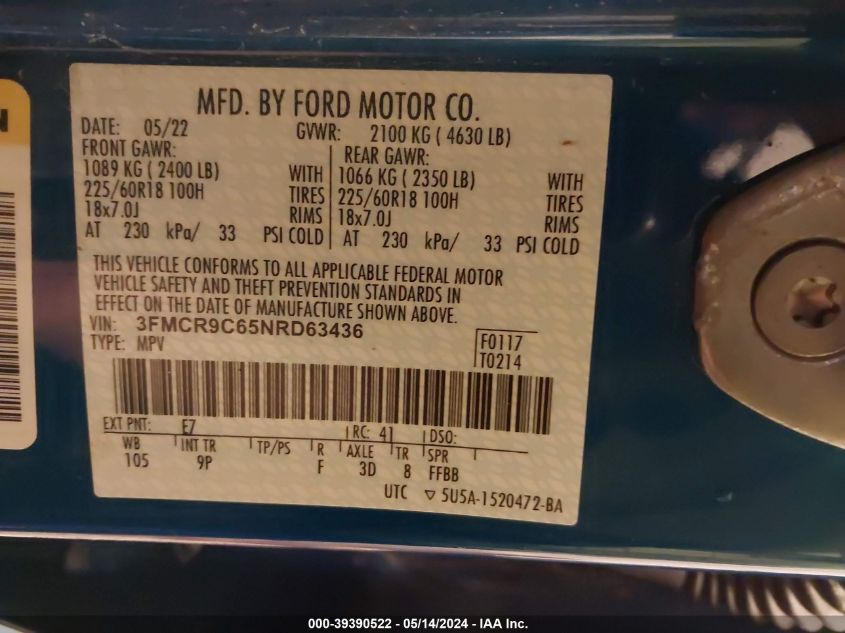 MFD. BY FORD MOTOR CO.
DATE: 05/22 GVWR: 2100 KG ( 4630 LB)
FRONT GAWR: REAR GAWR:
1089 KG ( 2400 LB) WITH 1066 KG ( 2350 LB) WITH
225/60R18 100H TIRES 225/60R18 100H TIRES
18x7.0J RIMS 18x7.0J RIMS
AT 230 kPa/ 33 PSI COLD AT 230 kPa/ 33 PSI COLD
THIS VEHICLE CONFORMS TO ALL APPLICABLE FEDERAL MOTOR
VEHICLE SAFETY AND THEFT PREVENTION STANDARDS IN
EFFECT ON THE DATE OF MANUFACTURE SHOWN ABOVE.
VIN: 3FMCR9C65NRD63436
TYPE: MPV
F0117
T0214
EXT PNT: E7 RC: 41 DSO:
WB INT TR TP/PS R AXLE TR SPR
105 9P F 3D 8 FFBB
UTC ▽ 5U5A-1520472-BA
N
000-39390522 - 05/14/2024 - IAA Inc.